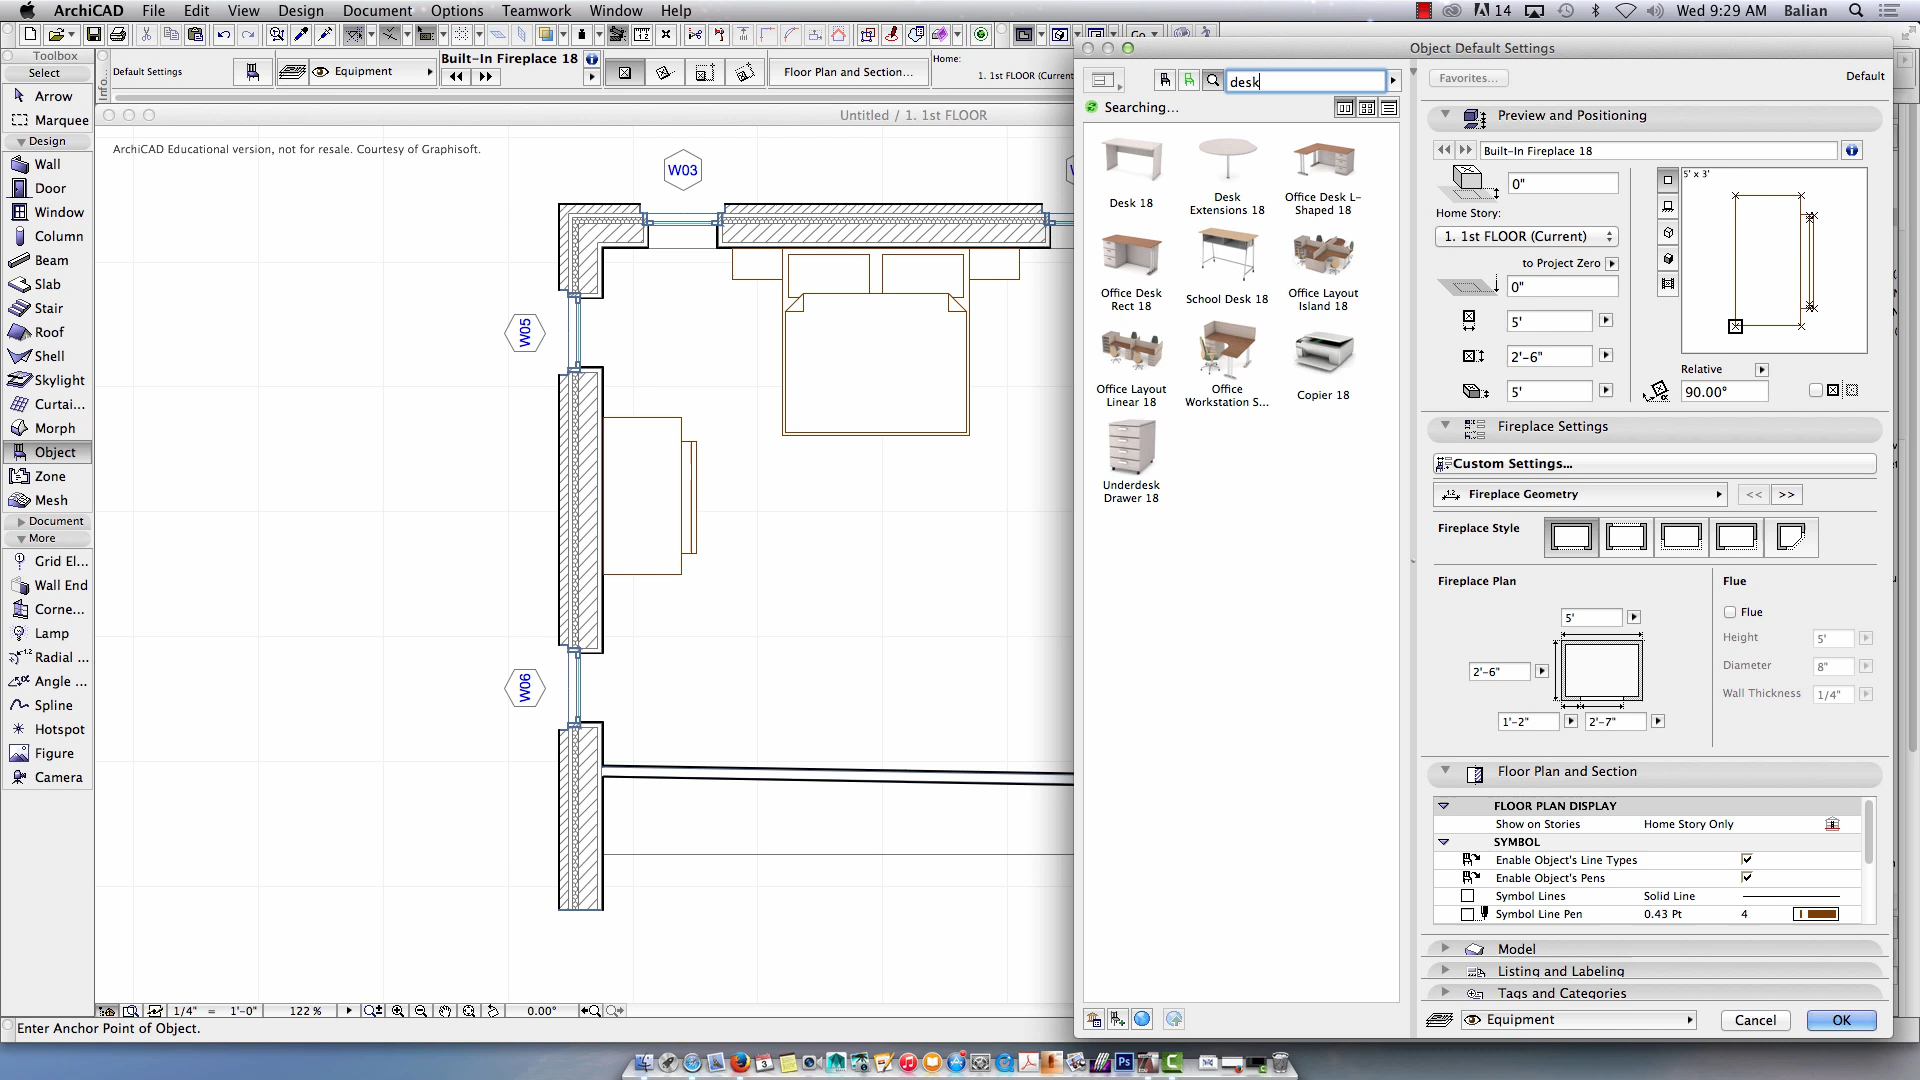 ArchiCAD File Edit View Design Document Options Teamwork Window Help
14 Wed 9:29 AM Balian
Toolbox
Select
Arrow
Marquee
Design
Wall
Door
Window
Column
Beam
Slab
Stair
Roof
Shell
Skylight
Curtai...
Morph
Object
Zone
Mesh
Document
More
Grid El...
Wall End
Corne...
Lamp
Radial ...
Angle ...
Spline
Hotspot
Figure
Camera
Default Settings
Equipment
Built-In Fireplace 18
Floor Plan and Section...
Home:
1. 1st FLOOR (Current
Untitled / 1. 1st FLOOR
ArchiCAD Educational version, not for resale. Courtesy of Graphisoft.
W03
W05
W06
1/4" = 1'-0" 122 % 0.00°
Enter Anchor Point of Object.
Object Default Settings
desk
Searching...
Desk 18
Desk Extensions 18
Office Desk L-Shaped 18
Office Desk Rect 18
School Desk 18
Office Layout Island 18
Office Layout Linear 18
Office Workstation S...
Copier 18
Underdesk Drawer 18
Favorites...
Default
Preview and Positioning
Built-In Fireplace 18
0"
Home Story:
1. 1st FLOOR (Current)
to Project Zero
0"
5'
2'-6"
5'
5' x 3'
Relative
90.00°
Fireplace Settings
Custom Settings...
Fireplace Geometry
<< >>
Fireplace Style
Fireplace Plan
5'
2'-6"
1'-2" 2'-7"
Flue
Flue
Height 5'
Diameter 8"
Wall Thickness 1/4"
Floor Plan and Section
FLOOR PLAN DISPLAY
Show on Stories Home Story Only
SYMBOL
Enable Object's Line Types
Enable Object's Pens
Symbol Lines Solid Line
Symbol Line Pen 0.43 Pt 4
Model
Listing and Labeling
Tags and Categories
Equipment
Cancel OK